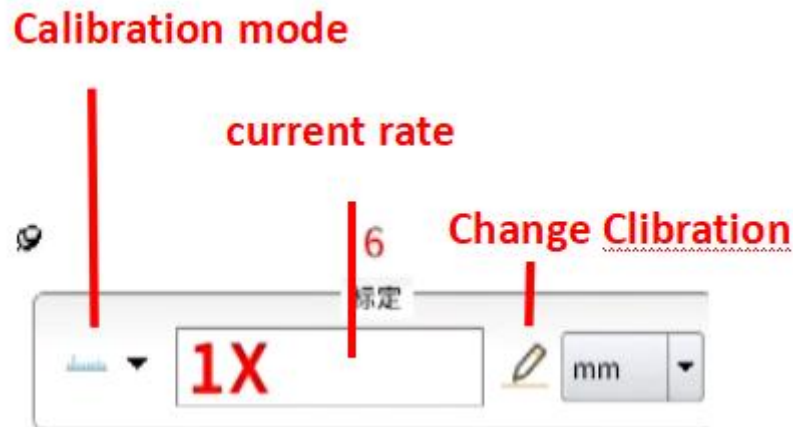 Calibration mode
current rate
6
Change Clibration
标定
1X
mm